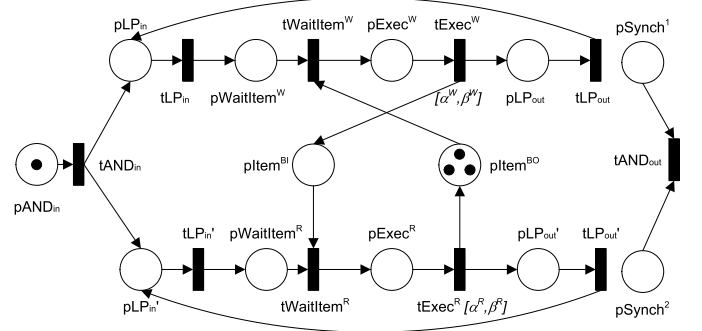 pLPin
tWaitItemW
pExecW
tExecW
pSynch1
tLPin
pWaitItemW
[αW,βW]
pLPout
tLPout
tANDin
pItemBI
pItemBO
tANDout
pANDin
tLPin'
pWaitItemR
pExecR
pLPout'
tLPout'
pLPin'
tWaitItemR
tExecR [αR,βR]
pSynch2